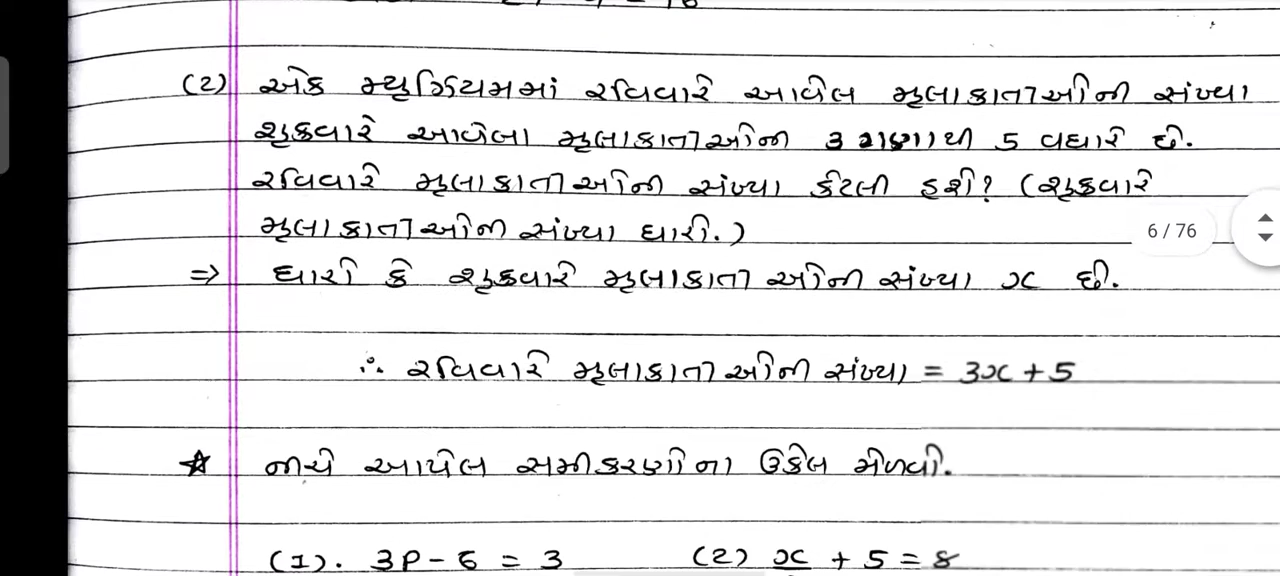 (2) એક મ્યુઝિયમમાં રવિવારે આવેલ મુલાકાતીઓની સંખ્યા
શુક્રવારે આવેલા મુલાકાતીઓની 3 ગણાથી 5 વધારે છે.
રવિવારે મુલાકાતીઓની સંખ્યા કેટલી હશે? (શુક્રવારે
મુલાકાતીઓની સંખ્યા ધારો.)
6 / 76
⇒ ધારો કે શુક્રવારે મુલાકાતીઓની સંખ્યા x છે.
∴ રવિવારે મુલાકાતીઓની સંખ્યા = 3x + 5
☆ નીચે આપેલ સમીકરણોના ઉકેલ મેળવો.
(1). 3P - 6 = 3 (2) x + 5 = 8